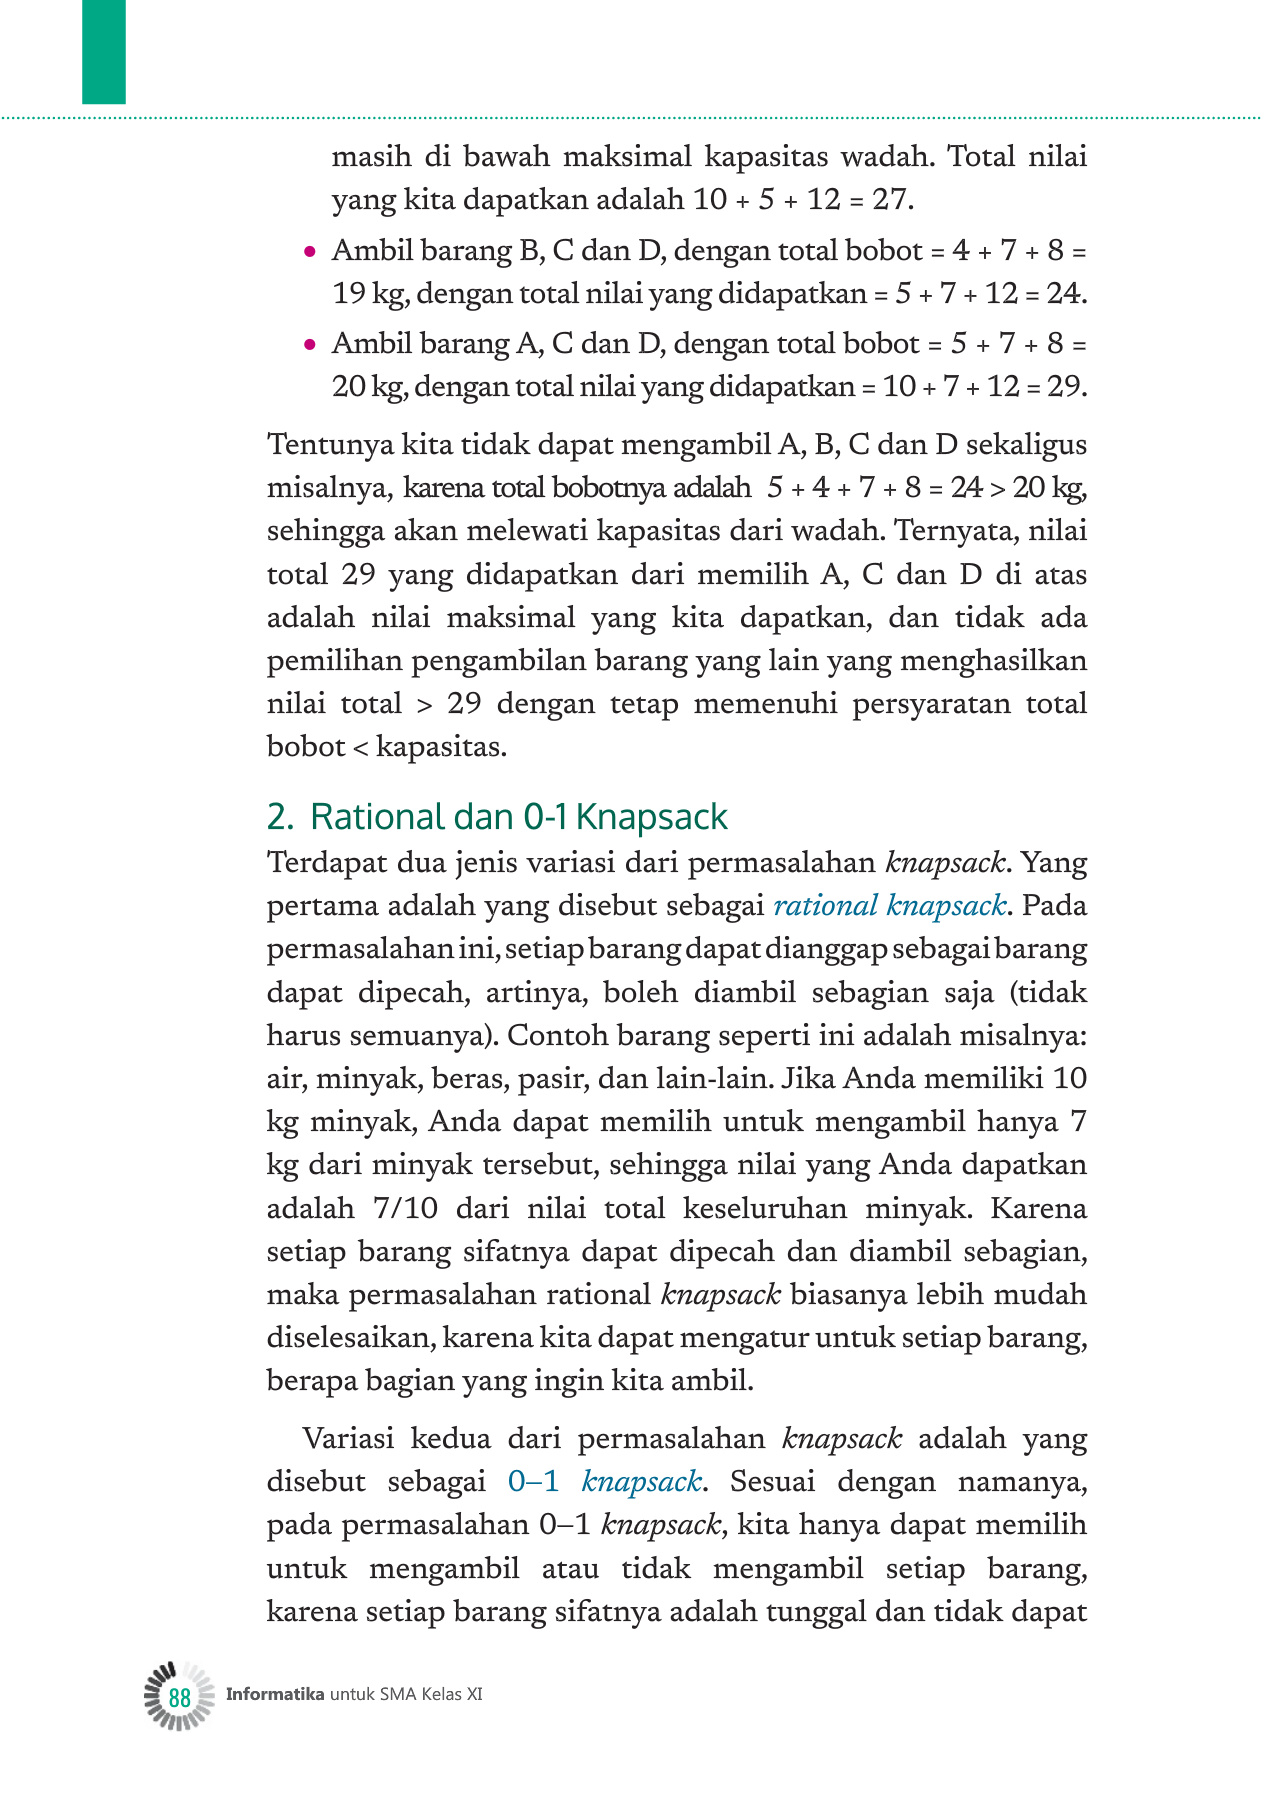 masih di bawah maksimal kapasitas wadah. Total nilai
yang kita dapatkan adalah 10 + 5 + 12 = 27.
• Ambil barang B, C dan D, dengan total bobot = 4 + 7 + 8 =
19 kg, dengan total nilai yang didapatkan = 5 + 7 + 12 = 24.
• Ambil barang A, C dan D, dengan total bobot = 5 + 7 + 8 =
20 kg, dengan total nilai yang didapatkan = 10 + 7 + 12 = 29.
Tentunya kita tidak dapat mengambil A, B, C dan D sekaligus
misalnya, karena total bobotnya adalah 5 + 4 + 7 + 8 = 24 > 20 kg,
sehingga akan melewati kapasitas dari wadah. Ternyata, nilai
total 29 yang didapatkan dari memilih A, C dan D di atas
adalah nilai maksimal yang kita dapatkan, dan tidak ada
pemilihan pengambilan barang yang lain yang menghasilkan
nilai total > 29 dengan tetap memenuhi persyaratan total
bobot < kapasitas.
2. Rational dan 0-1 Knapsack
Terdapat dua jenis variasi dari permasalahan knapsack. Yang
pertama adalah yang disebut sebagai rational knapsack. Pada
permasalahan ini, setiap barang dapat dianggap sebagai barang
dapat dipecah, artinya, boleh diambil sebagian saja (tidak
harus semuanya). Contoh barang seperti ini adalah misalnya:
air, minyak, beras, pasir, dan lain-lain. Jika Anda memiliki 10
kg minyak, Anda dapat memilih untuk mengambil hanya 7
kg dari minyak tersebut, sehingga nilai yang Anda dapatkan
adalah 7/10 dari nilai total keseluruhan minyak. Karena
setiap barang sifatnya dapat dipecah dan diambil sebagian,
maka permasalahan rational knapsack biasanya lebih mudah
diselesaikan, karena kita dapat mengatur untuk setiap barang,
berapa bagian yang ingin kita ambil.
Variasi kedua dari permasalahan knapsack adalah yang
disebut sebagai 0–1 knapsack. Sesuai dengan namanya,
pada permasalahan 0–1 knapsack, kita hanya dapat memilih
untuk mengambil atau tidak mengambil setiap barang,
karena setiap barang sifatnya adalah tunggal dan tidak dapat
88 Informatika untuk SMA Kelas XI